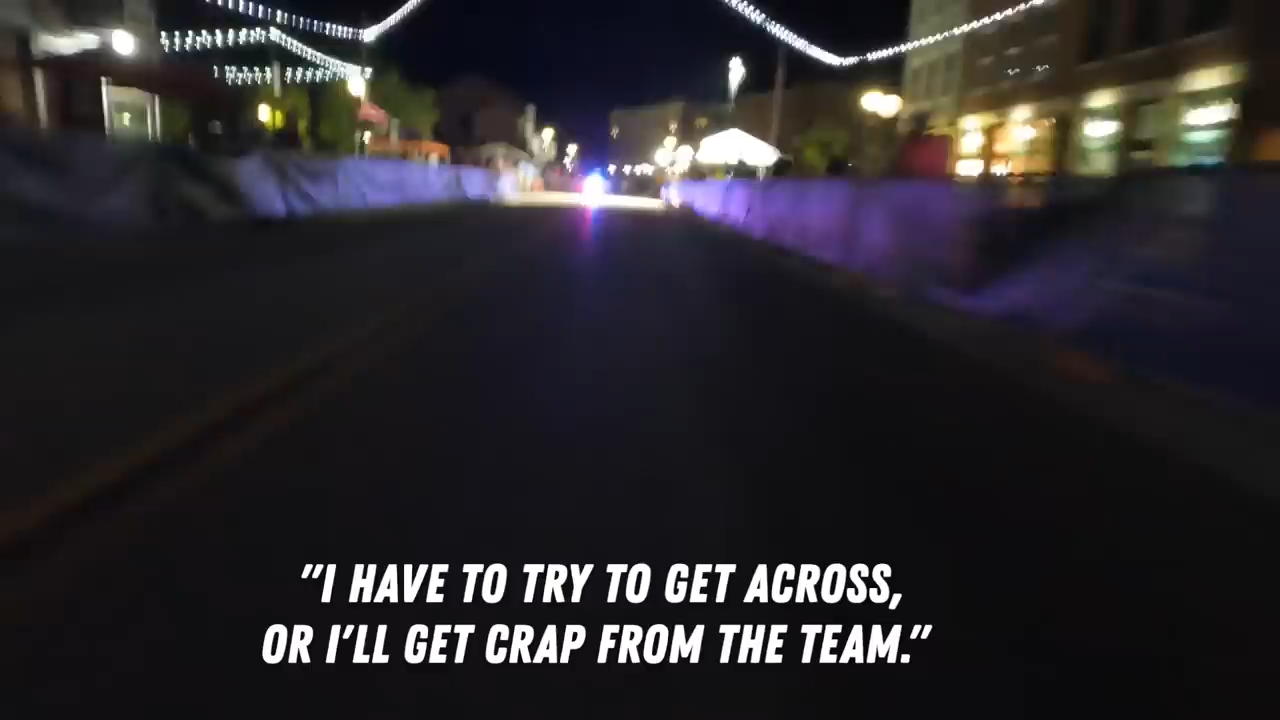 "I HAVE TO TRY TO GET ACROSS,
OR I'LL GET CRAP FROM THE TEAM."